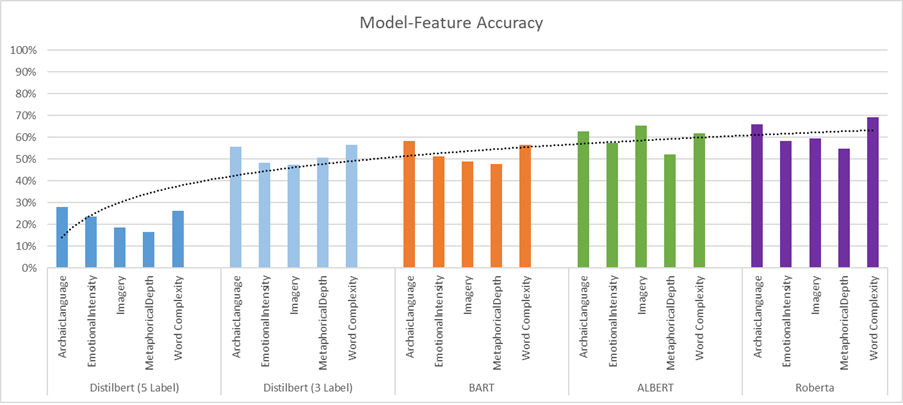 Model-Feature Accuracy
100%
90%
80%
70%
60%
50%
40%
30%
20%
10%
0%
ArchaicLanguage
EmotionalIntensity
Imagery
MetaphoricalDepth
Word Complexity
ArchaicLanguage
EmotionalIntensity
Imagery
MetaphoricalDepth
Word Complexity
ArchaicLanguage
EmotionalIntensity
Imagery
MetaphoricalDepth
Word Complexity
ArchaicLanguage
EmotionalIntensity
Imagery
MetaphoricalDepth
Word Complexity
ArchaicLanguage
EmotionalIntensity
Imagery
MetaphoricalDepth
Word Complexity
Distilbert (5 Label)
Distilbert (3 Label)
BART
ALBERT
Roberta